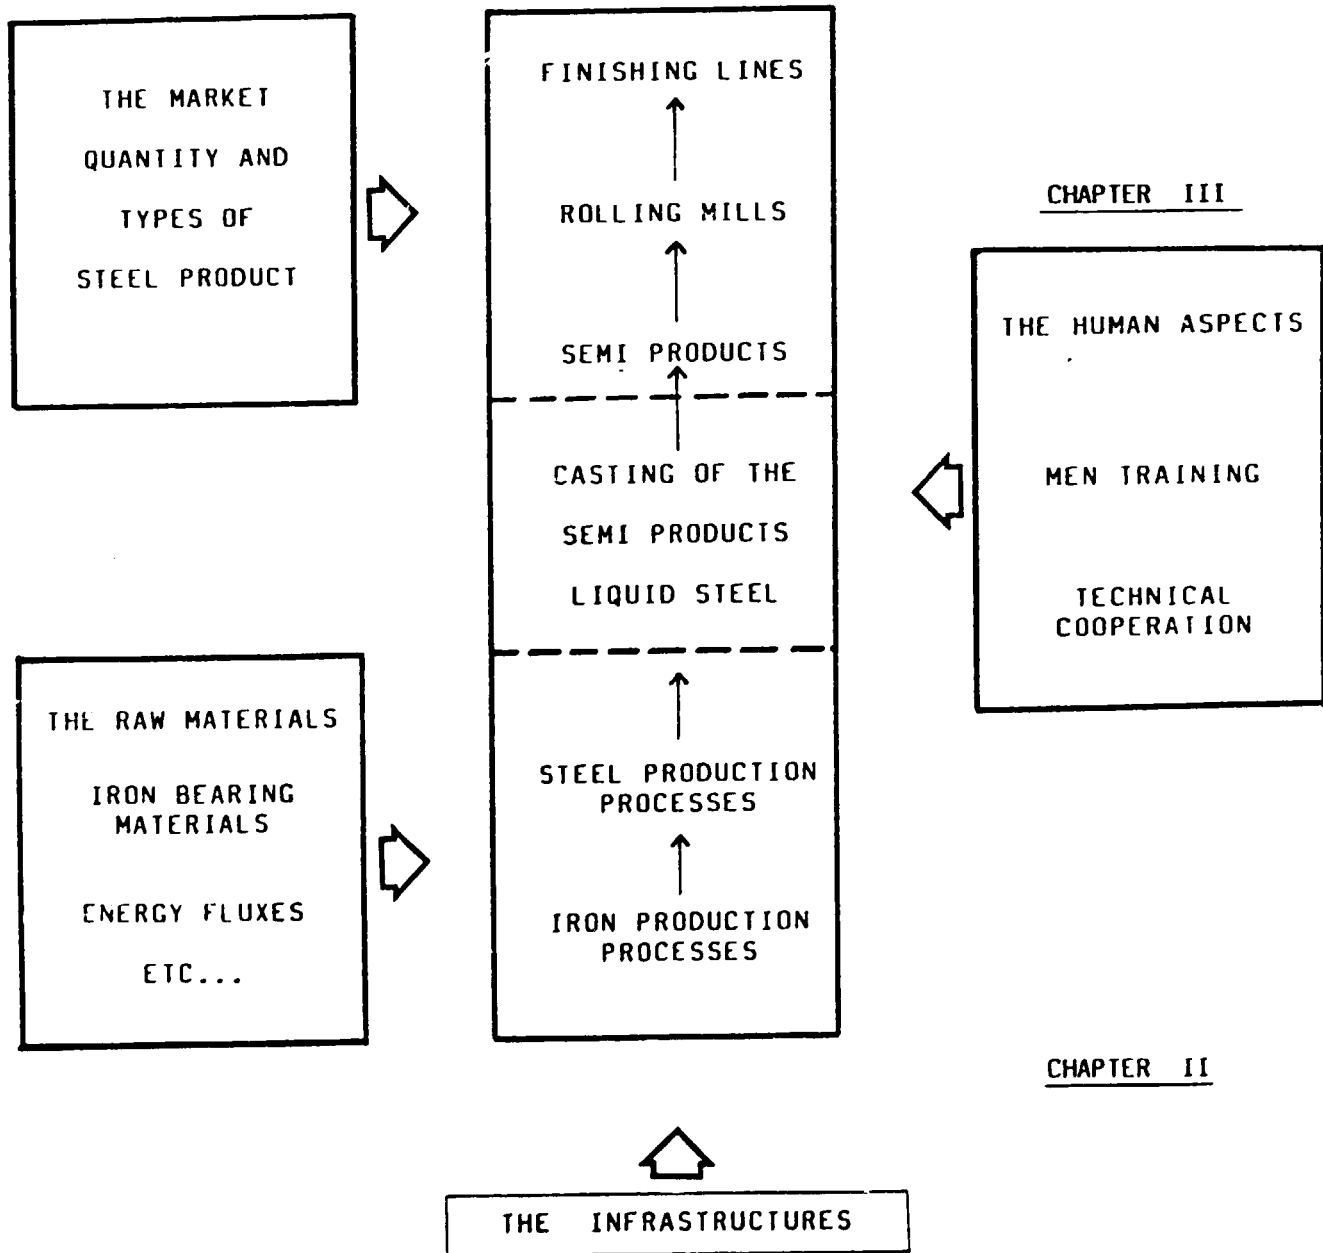 THE MARKET
QUANTITY AND
TYPES OF
STEEL PRODUCT
FINISHING LINES
ROLLING MILLS
SEMI PRODUCTS
CASTING OF THE
SEMI PRODUCTS
LIQUID STEEL
STEEL PRODUCTION
PROCESSES
IRON PRODUCTION
PROCESSES
CHAPTER III
THE HUMAN ASPECTS
MEN TRAINING
TECHNICAL
COOPERATION
THE RAW MATERIALS
IRON BEARING
MATERIALS
ENERGY FLUXES
ETC...
CHAPTER II
THE INFRASTRUCTURES